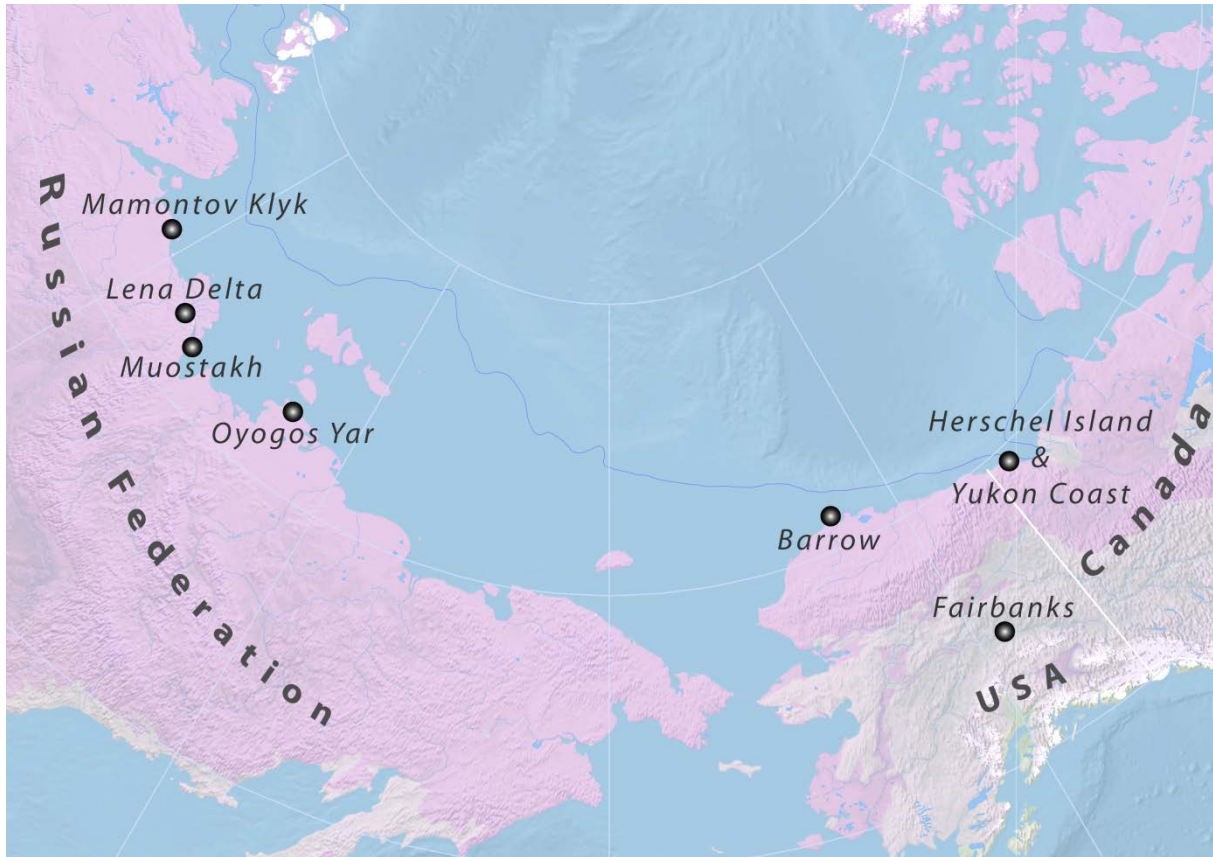 Russian Federation
Mamontov Klyk
Lena Delta
Muostakh
Oyogos Yar
Herschel Island
&
Yukon Coast
Barrow
Canada
Fairbanks
USA